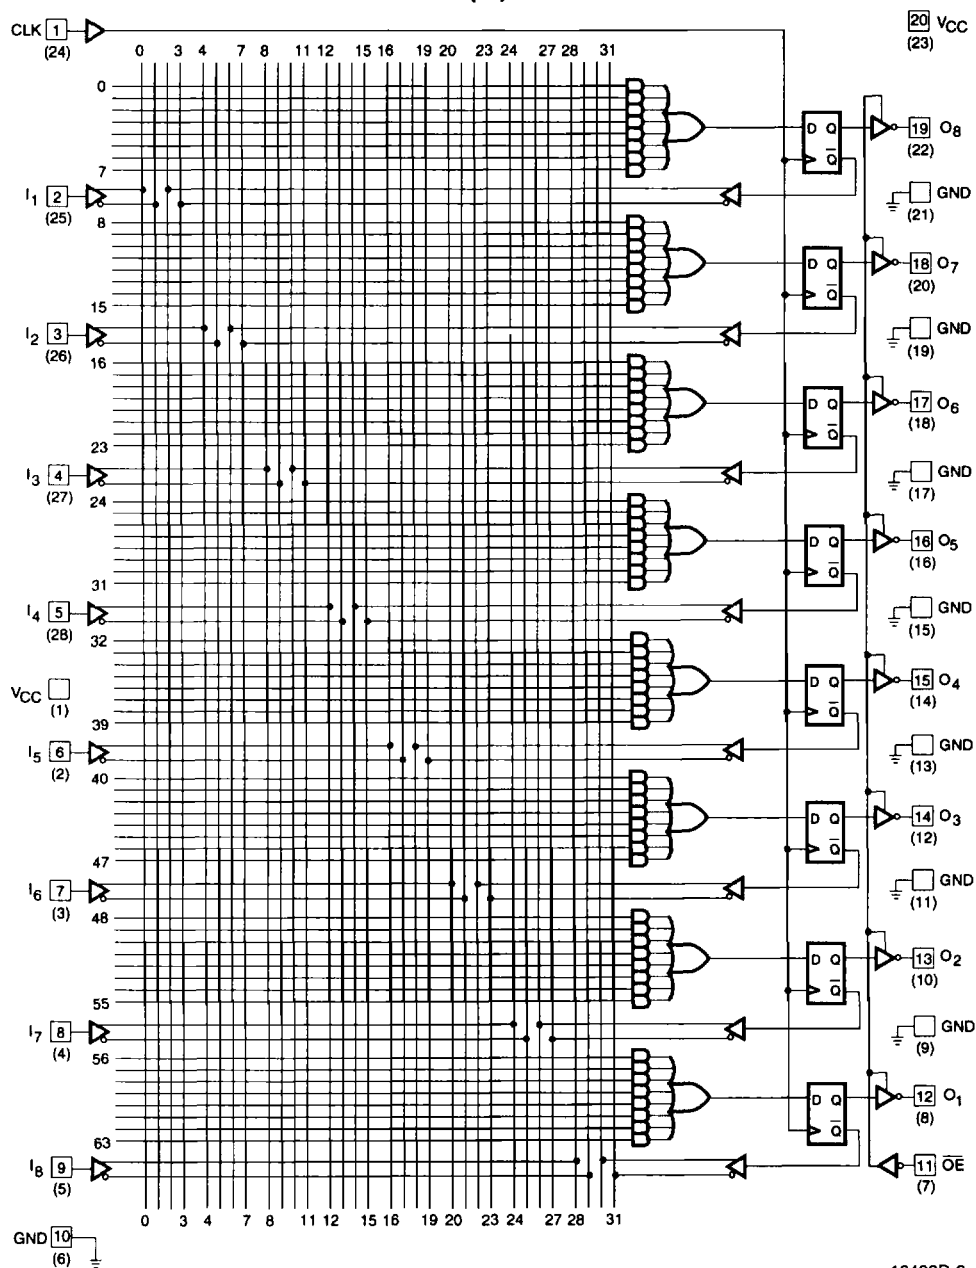 CLK 1 (24)
20 VCC (23)
0 3 4 7 8 11 12 15 16 19 20 23 24 27 28 31
0
D Q Q̅
19 O8 (22)
7
I1 2 (25)
GND (21)
8
D Q Q̅
18 O7 (20)
15
I2 3 (26)
GND (19)
16
D Q Q̅
17 O6 (18)
23
I3 4 (27)
GND (17)
24
D Q Q̅
16 O5 (16)
31
I4 5 (28)
GND (15)
32
D Q Q̅
15 O4 (14)
VCC (1)
39
I5 6 (2)
GND (13)
40
D Q Q̅
14 O3 (12)
47
I6 7 (3)
GND (11)
48
D Q Q̅
13 O2 (10)
55
I7 8 (4)
GND (9)
56
D Q Q̅
12 O1 (8)
63
I8 9 (5)
11 O̅E̅ (7)
0 3 4 7 8 11 12 15 16 19 20 23 24 27 28 31
GND 10 (6)